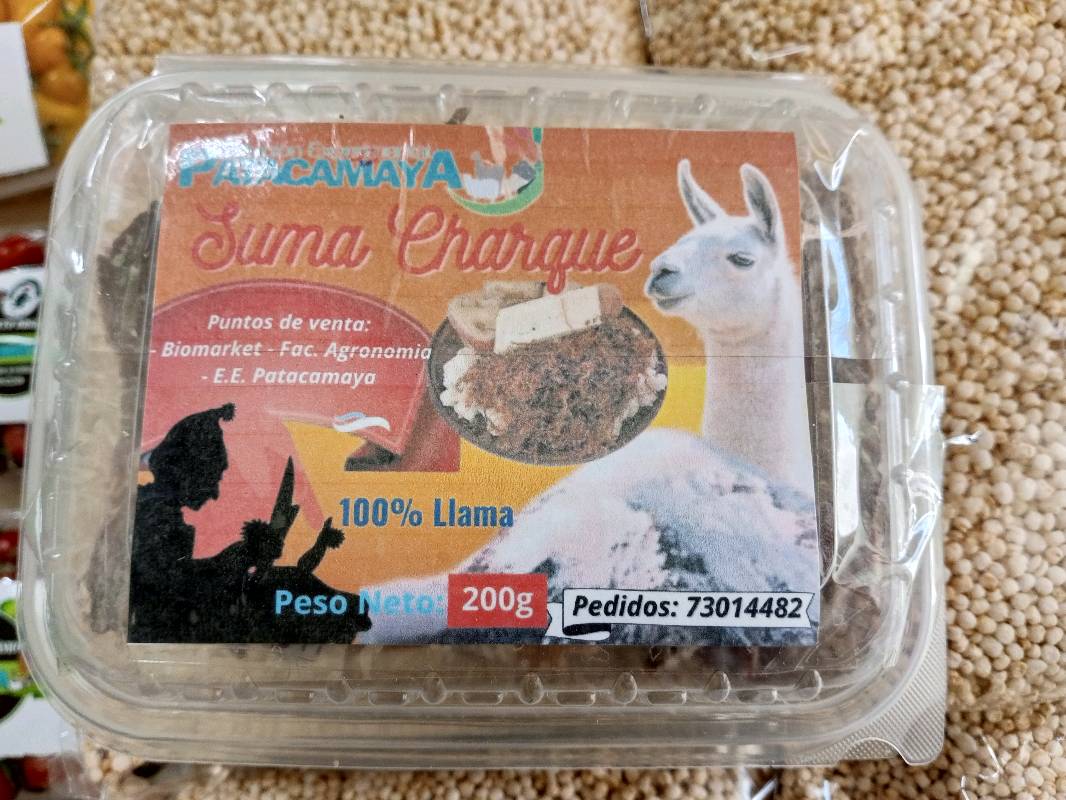 PATACAMAYA
Suma Charque
Puntos de venta:
- Biomarket - Fac. Agronomia
- E.E. Patacamaya
100% Llama
Peso Neto: 200g
Pedidos: 73014482